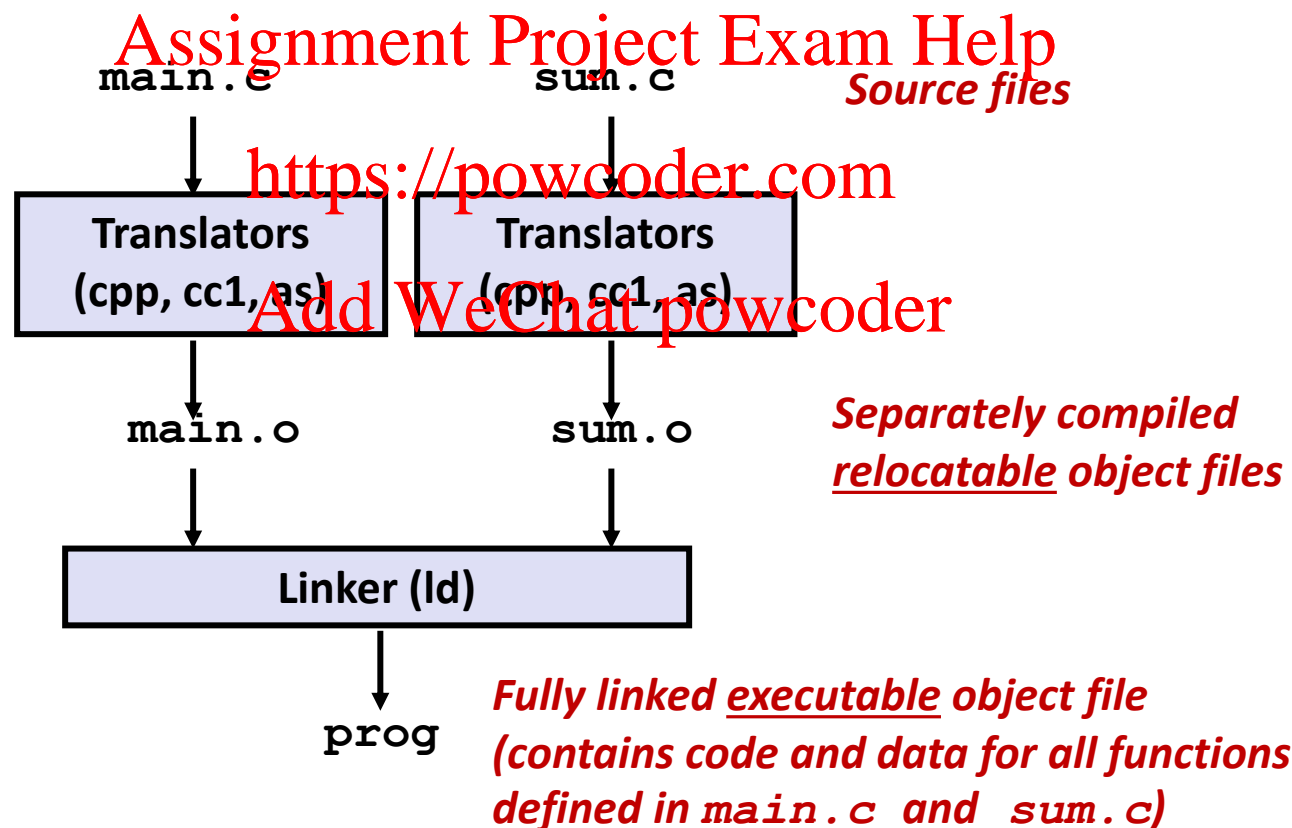 Assignment Project Exam Help
main.c sum.c Source files
https://powcoder.com
Translators Translators
(cpp, cc1, as) (cpp, cc1, as)
Add WeChat powcoder
main.o sum.o
Separately compiled
relocatable object files
Linker (ld)
prog
Fully linked executable object file
(contains code and data for all functions
defined in main.c and sum.c)